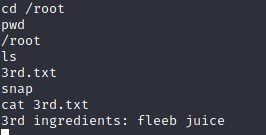 cd /root
pwd
/root
ls
3rd.txt
snap
cat 3rd.txt
3rd ingredients: fleeb juice